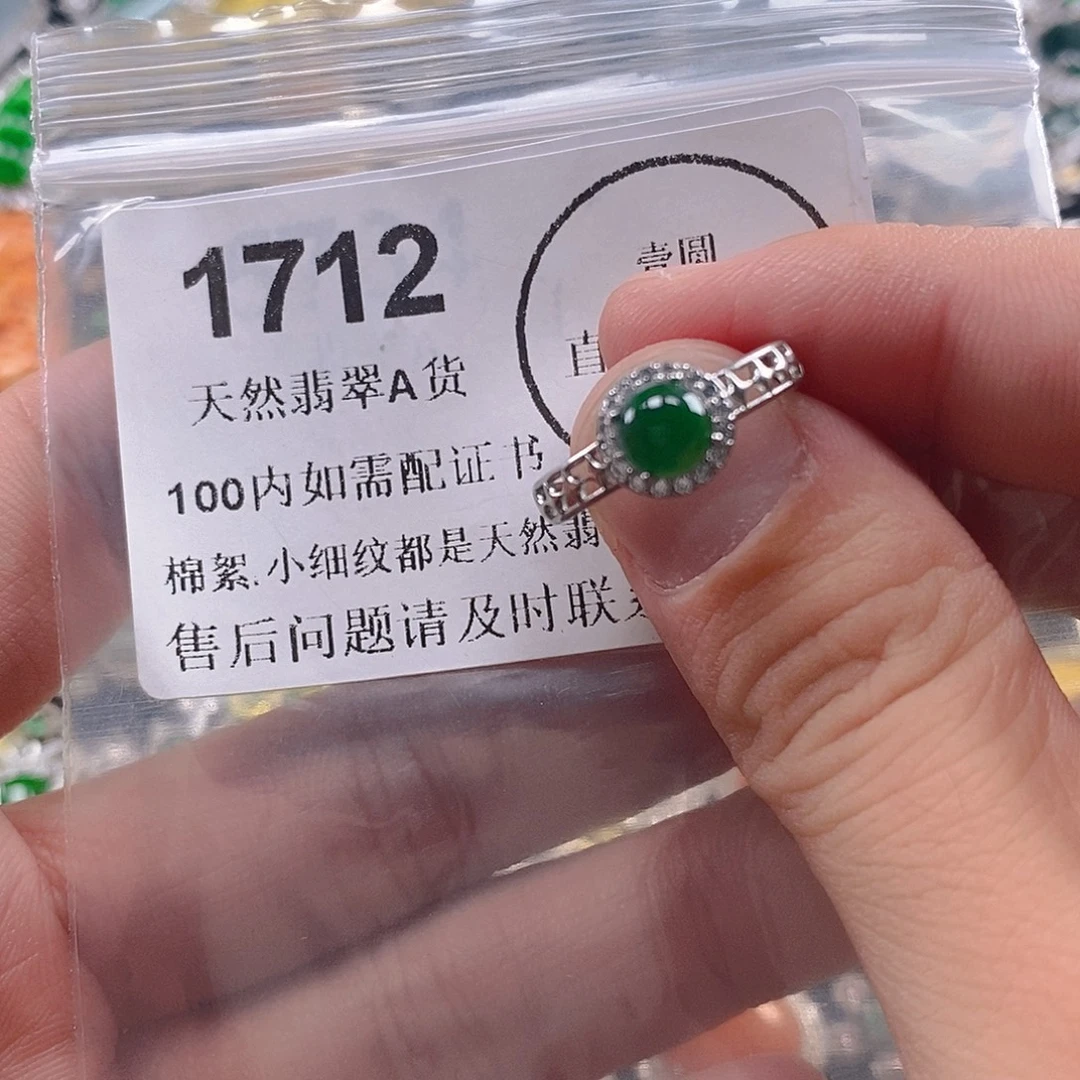 1712
壹圆
天然翡翠A货
直
100内如需配证书
棉絮.小细纹都是天然翡
售后问题请及时联